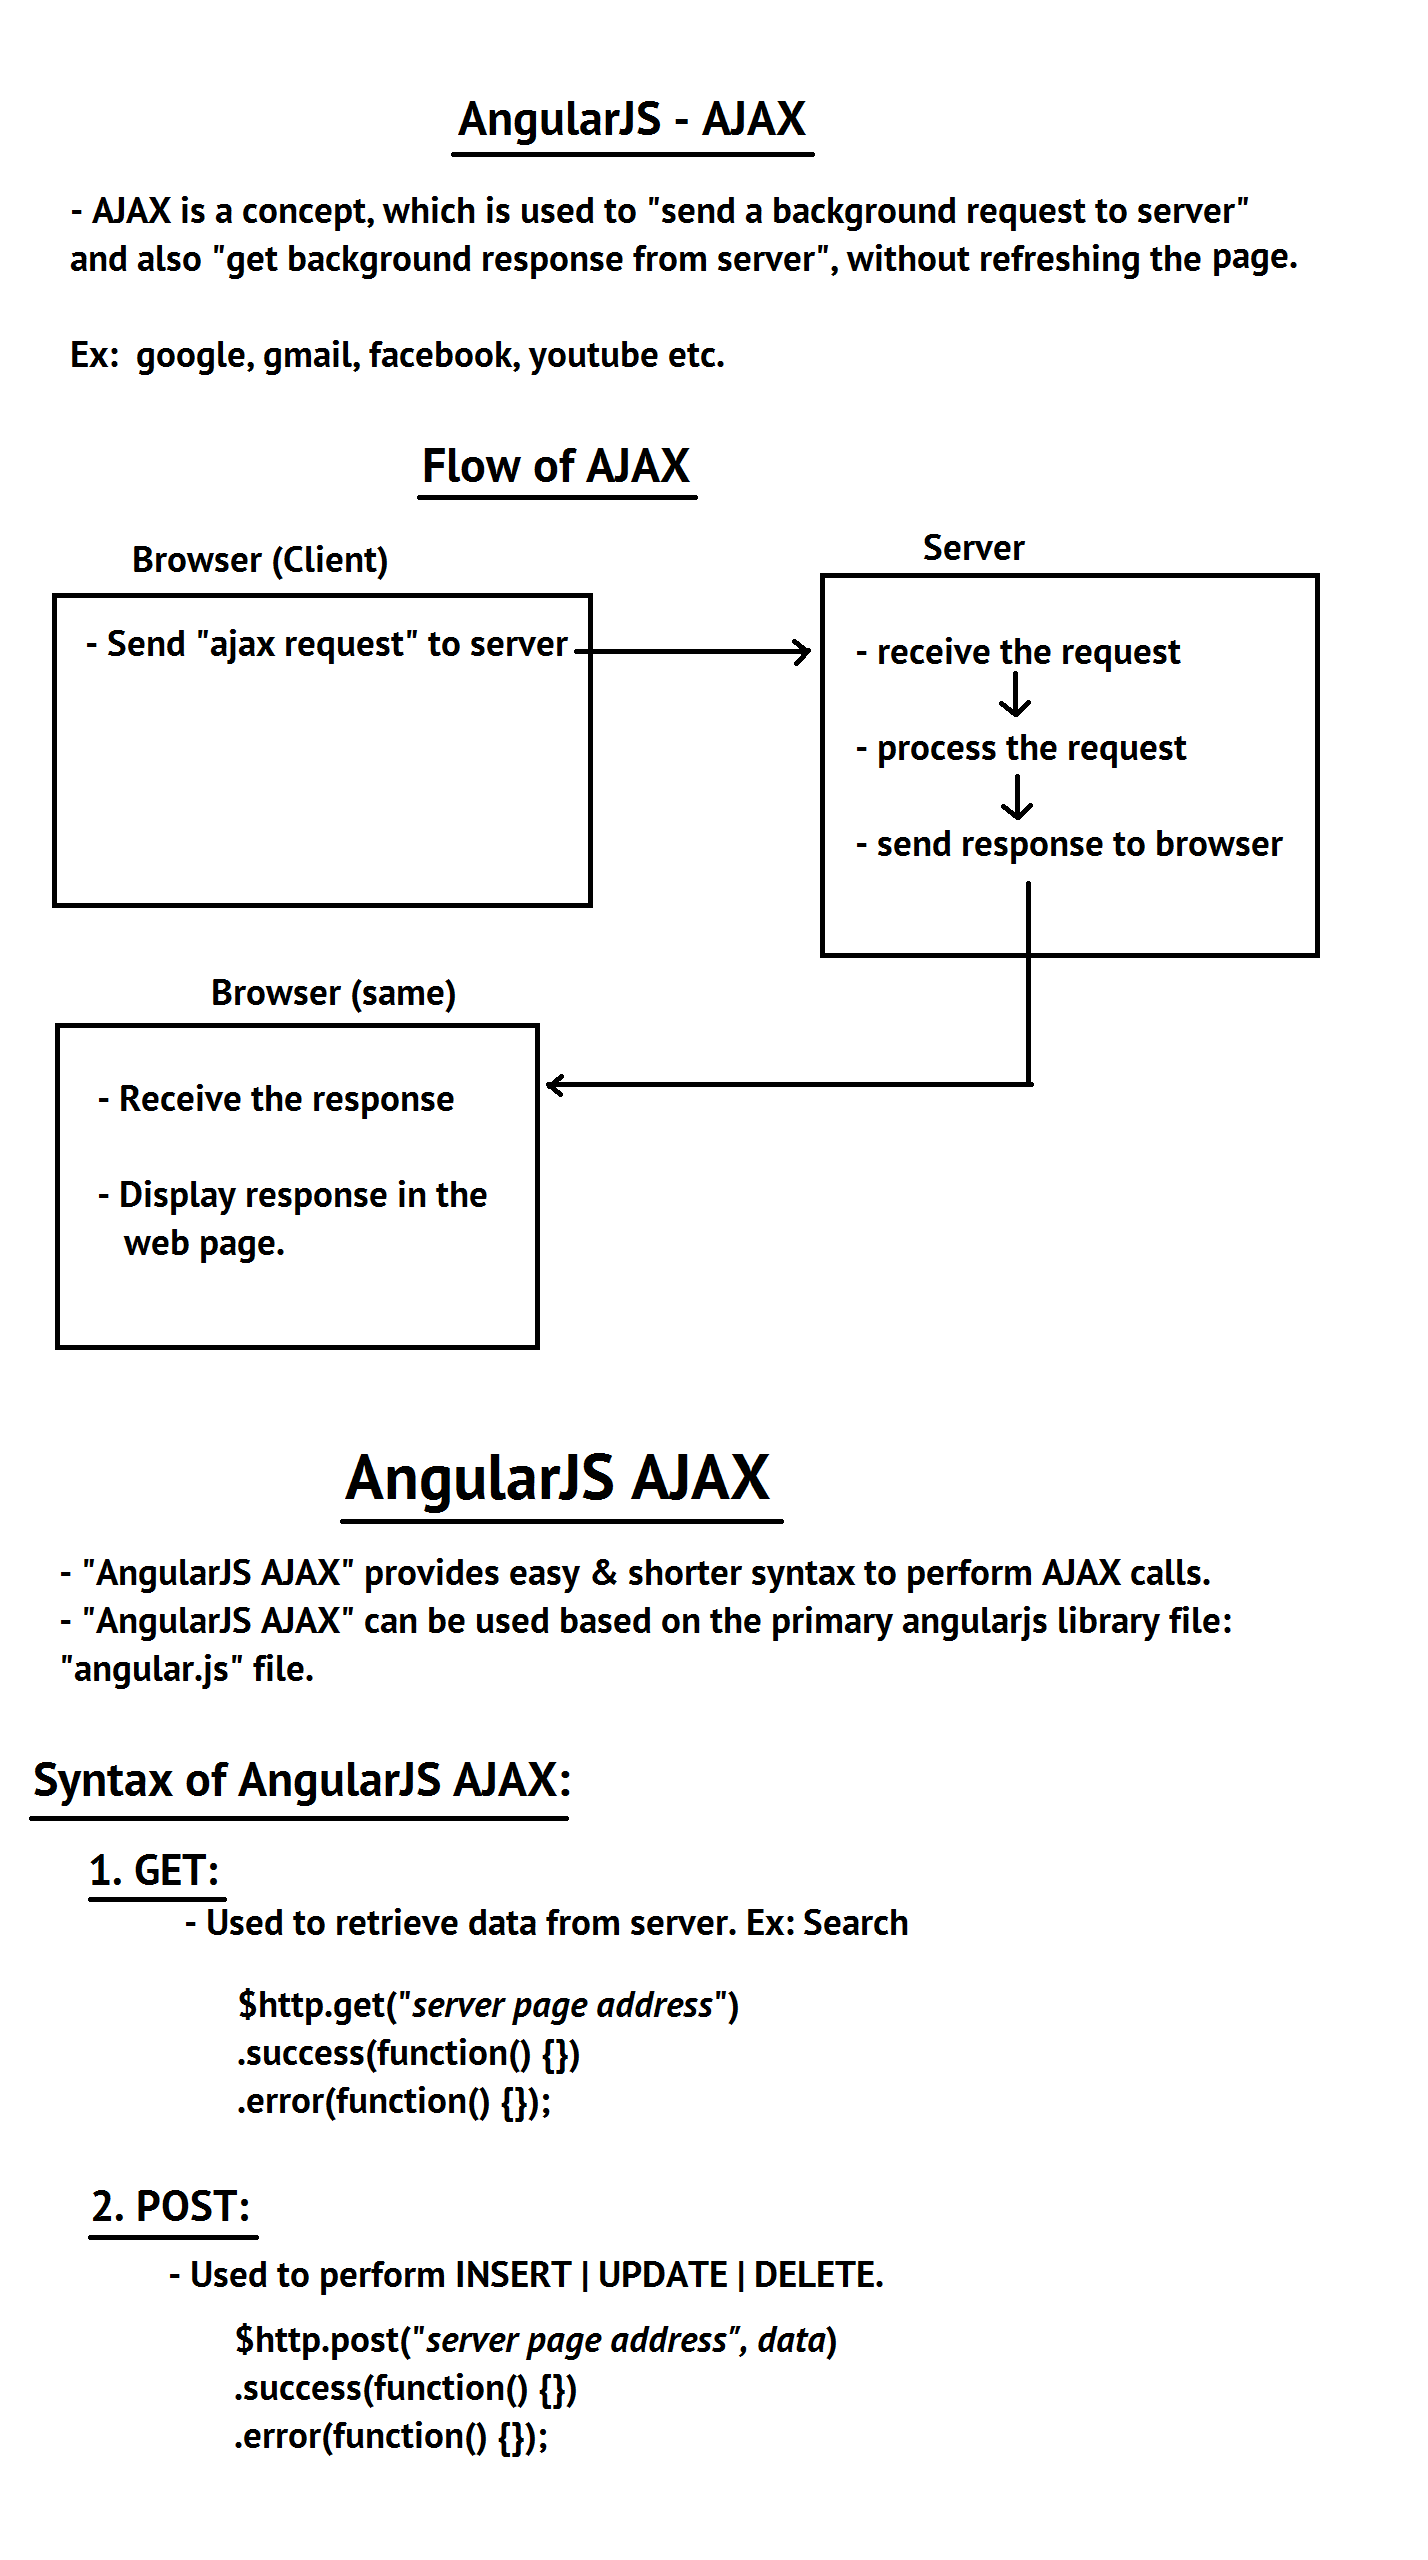 AngularJS - AJAX
- AJAX is a concept, which is used to "send a background request to server"
and also "get background response from server", without refreshing the page.
Ex:  google, gmail, facebook, youtube etc.
Flow of AJAX
Browser (Client)
- Send "ajax request" to server
Server
- receive the request
- process the request
- send response to browser
Browser (same)
- Receive the response
- Display response in the
web page.
AngularJS AJAX
- "AngularJS AJAX" provides easy & shorter syntax to perform AJAX calls.
- "AngularJS AJAX" can be used based on the primary angularjs library file:
"angular.js" file.
Syntax of AngularJS AJAX:
1. GET:
- Used to retrieve data from server. Ex: Search
$http.get("server page address")
.success(function() {})
.error(function() {});
2. POST:
- Used to perform INSERT | UPDATE | DELETE.
$http.post("server page address", data)
.success(function() {})
.error(function() {});